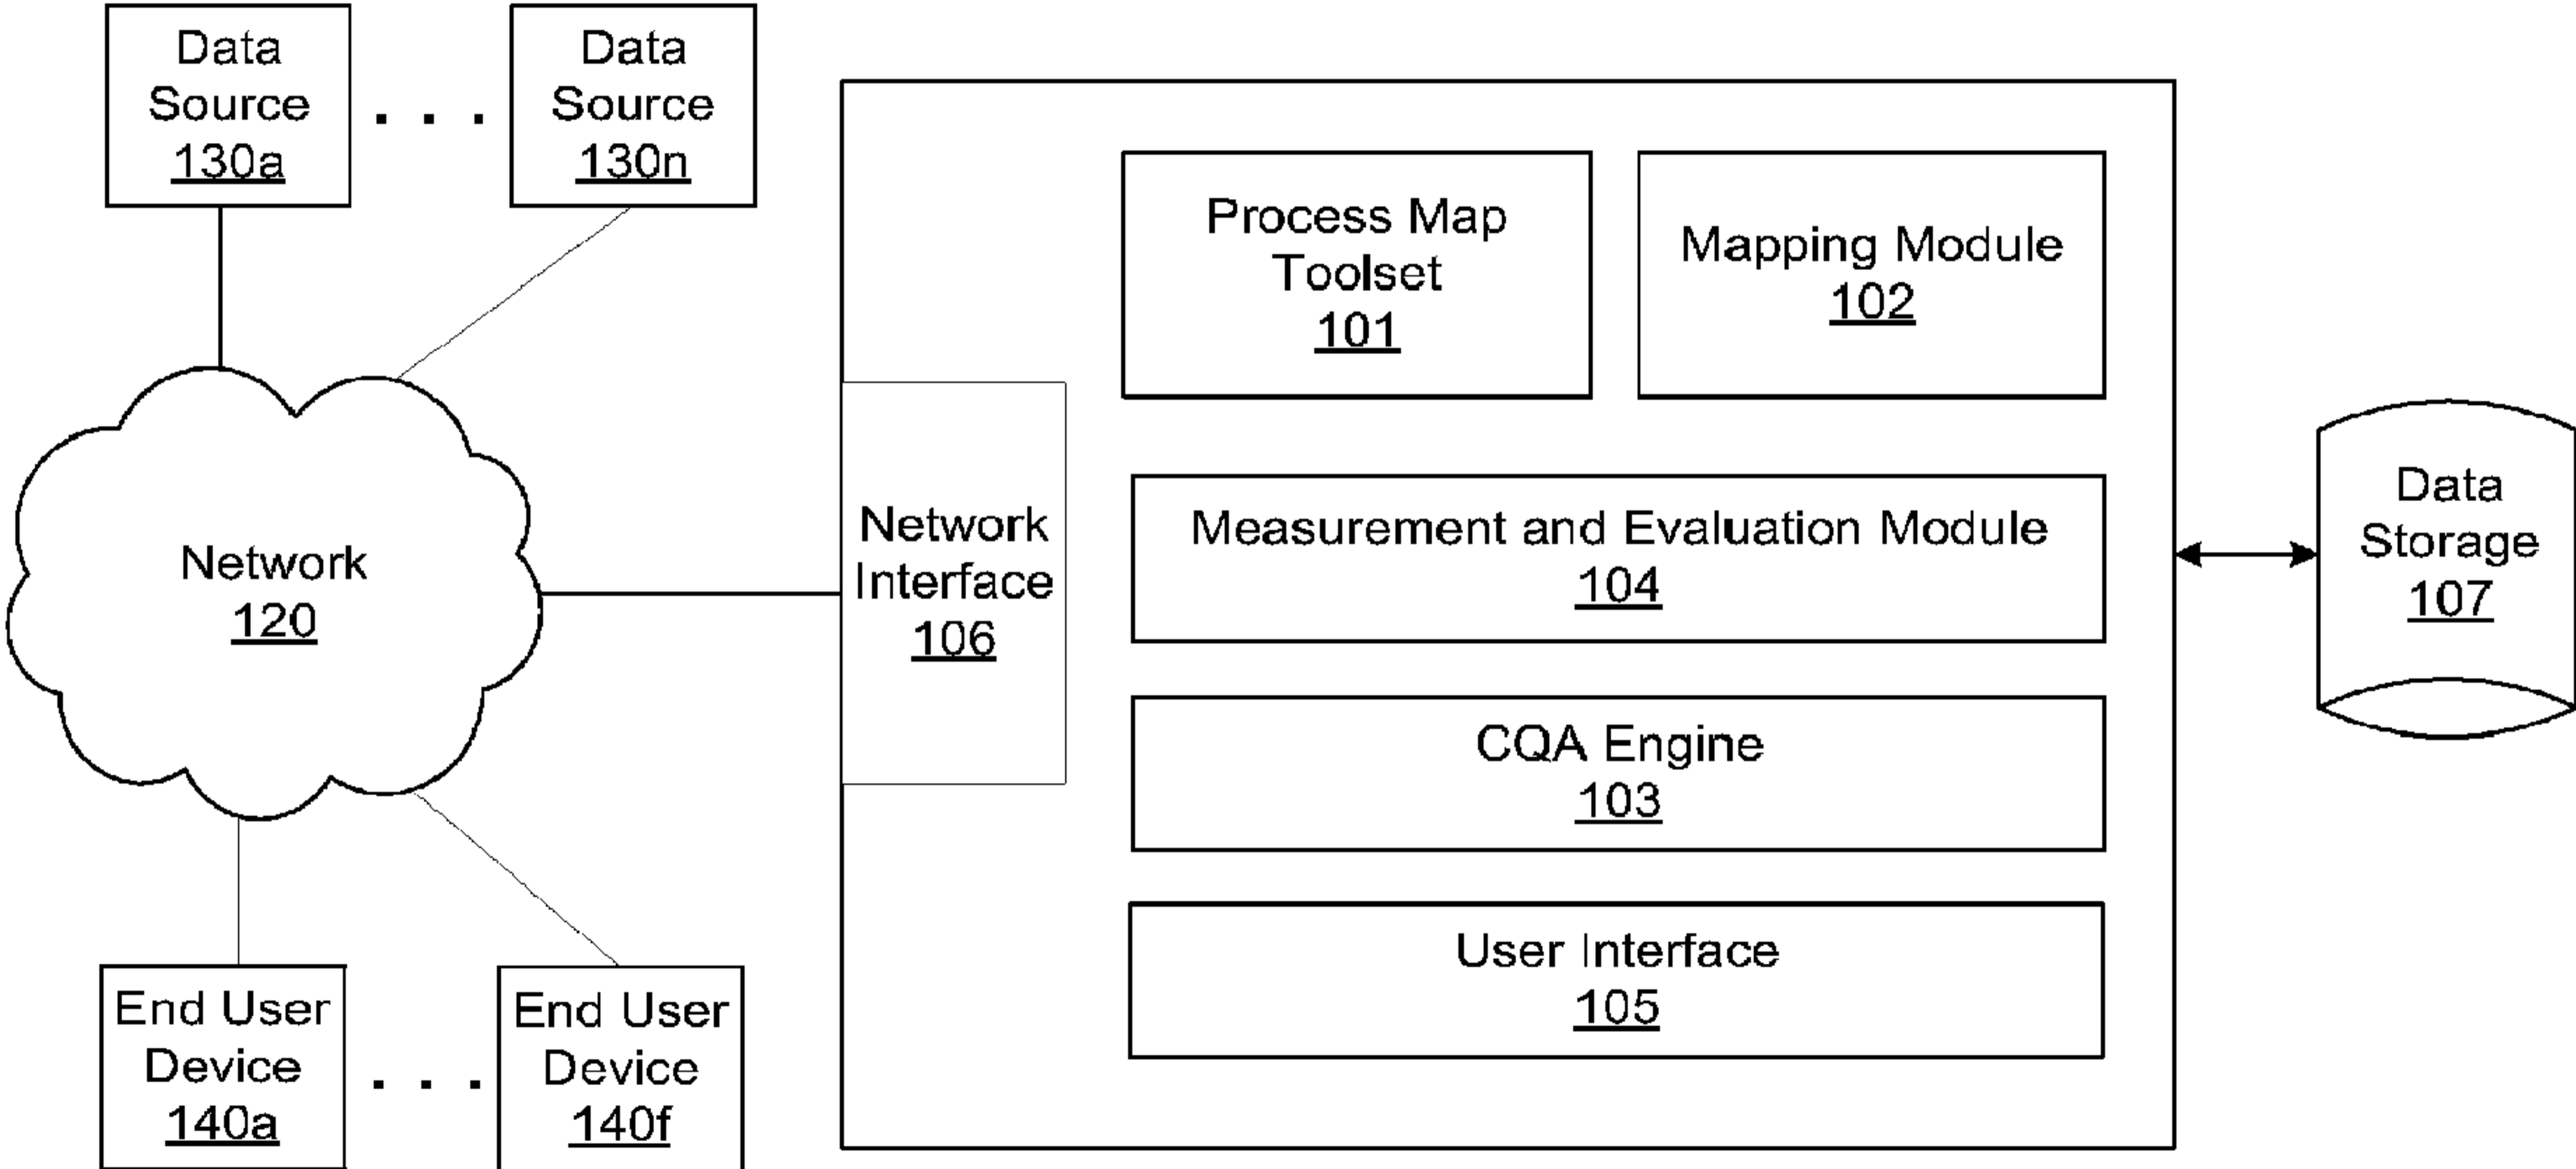 Data
Source
130a
. . .
Data
Source
130n
Process Map
Toolset
101
Mapping Module
102
Network
120
Network
Interface
106
Measurement and Evaluation Module
104
Data
Storage
107
CQA Engine
103
User Interface
105
End User
Device
140a
. . .
End User
Device
140f